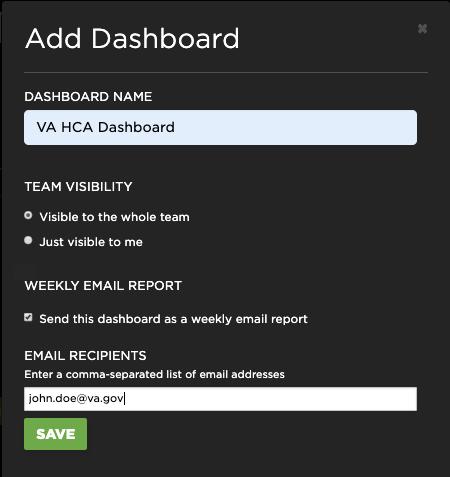 Add Dashboard
DASHBOARD NAME
VA HCA Dashboard
TEAM VISIBILITY
Visible to the whole team
Just visible to me
WEEKLY EMAIL REPORT
Send this dashboard as a weekly email report
EMAIL RECIPIENTS
Enter a comma-separated list of email addresses
john.doe@va.gov
SAVE